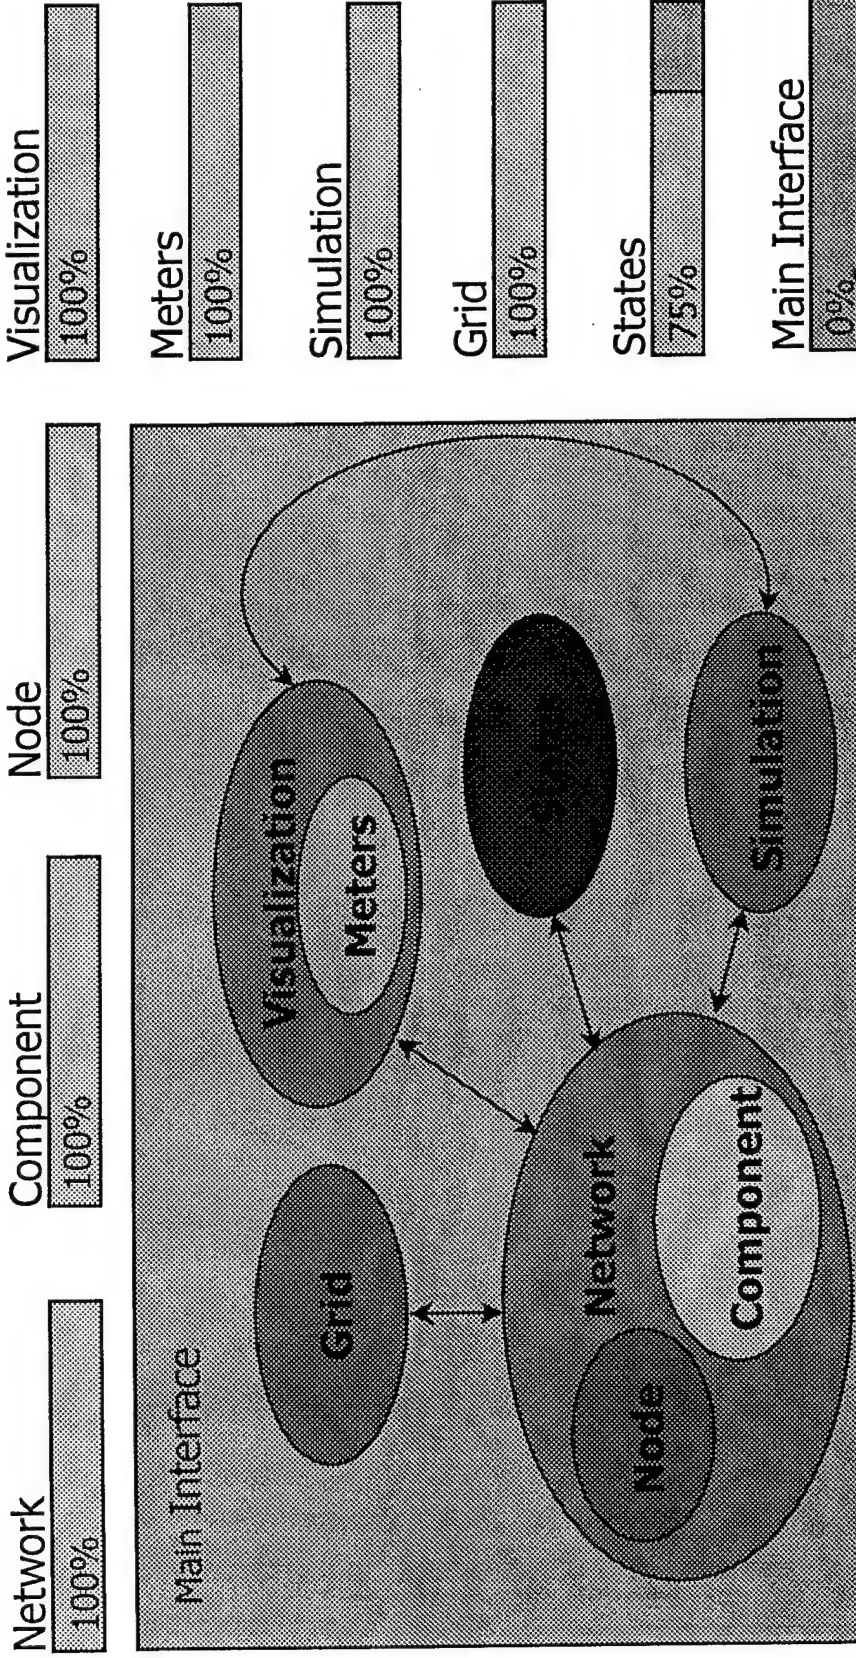 Network
100%
Component
100%
Node
100%
Visualization
100%
Meters
100%
Simulation
100%
Grid
100%
States
75%
Main Interface
0%
Main Interface
Grid
Visualization
Meters
States
Network
Node
Component
Simulation